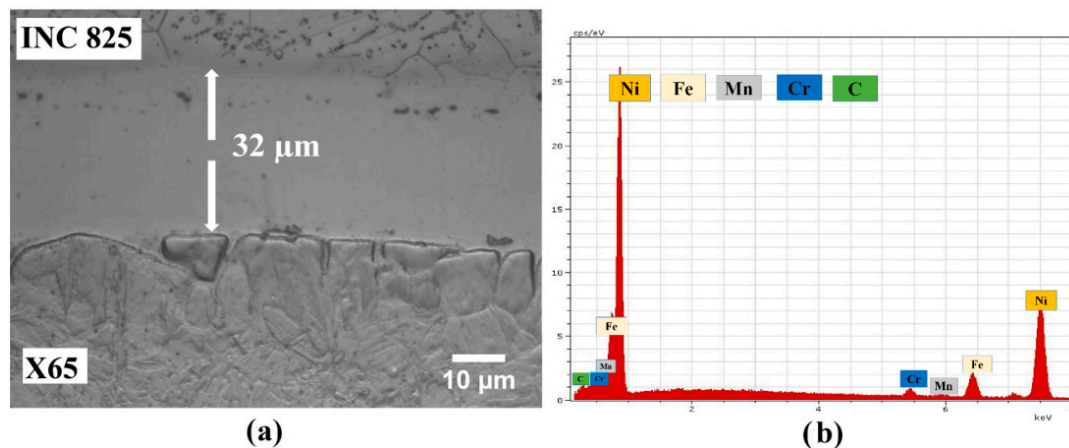 INC 825
32 μm
X65
10 μm
(a)
cps/eV
25
20
15
10
5
0
Ni Fe Mn Cr C
Fe
Mn
C Cr
Cr
Mn
Fe
Ni
2 4 6
keV
(b)